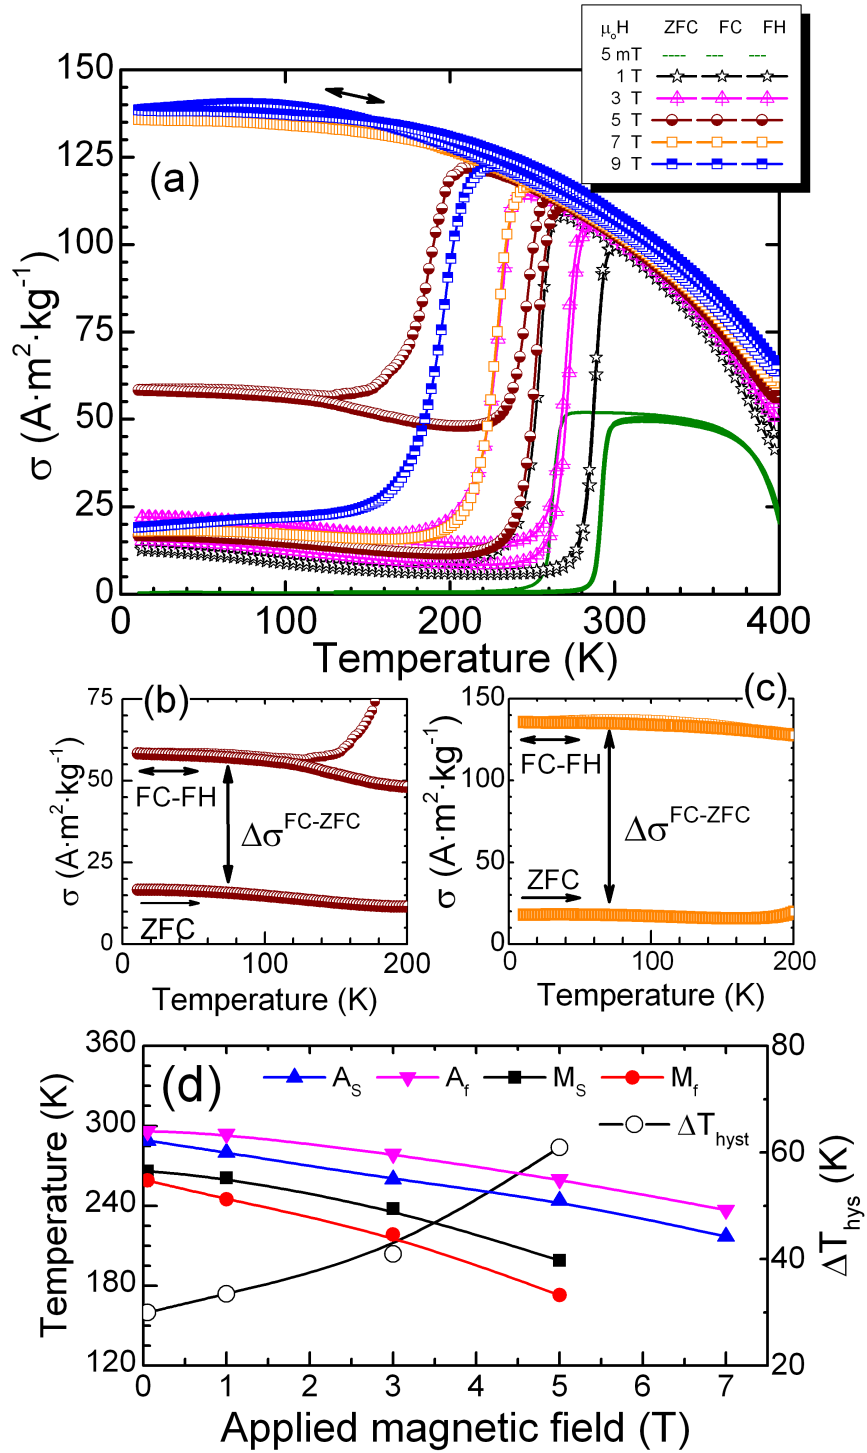 μₒH ZFC FC FH
5 mT
1 T
3 T
5 T
7 T
9 T
(a)
σ (A·m²·kg⁻¹)
150
125
100
75
50
25
0
0 100 200 300 400
Temperature (K)
(b)
σ (A·m²·kg⁻¹)
75
50
25
0
FC-FH
Δσ^FC-ZFC
ZFC
0 100 200
Temperature (K)
(c)
σ (A·m²·kg⁻¹)
150
100
50
0
FC-FH
Δσ^FC-ZFC
ZFC
0 100 200
Temperature (K)
(d)
A_S A_f M_S M_f
ΔT_hyst
Temperature (K)
360
300
240
180
120
80
60
40
20
ΔT_hys (K)
0 1 2 3 4 5 6 7
Applied magnetic field (T)